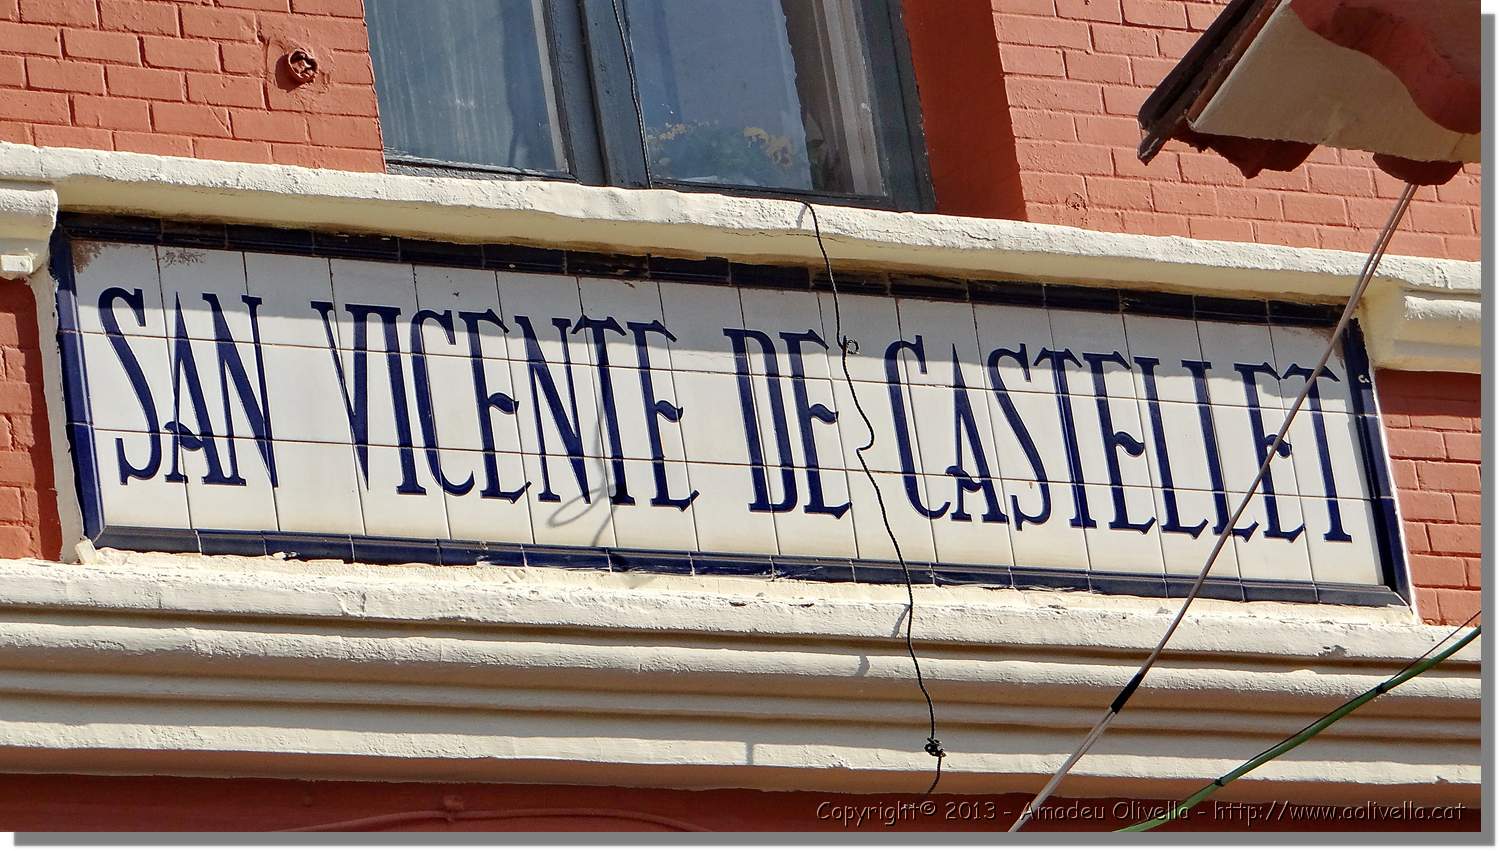 SAN VICENTE DE CASTELLET
Copyright© 2013 - Amadeu Olivella - http://www.aolivella.cat